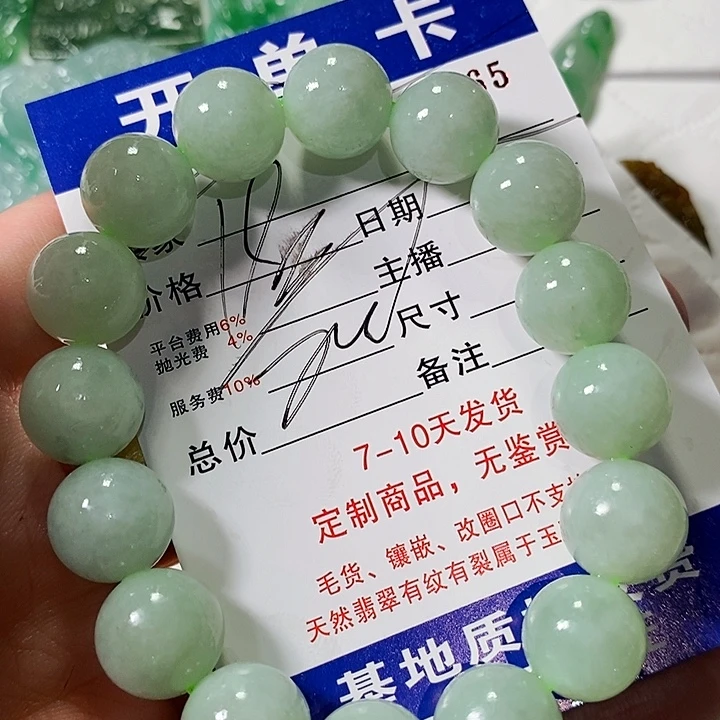 开单卡
65
日期
价格
主播
平台费用6%
抛光费 4%
尺寸
服务费10%
备注
总价
7-10天发货
定制商品，无鉴赏
毛货、镶嵌、改圈口不支
天然翡翠有纹有裂属于玉
基地质